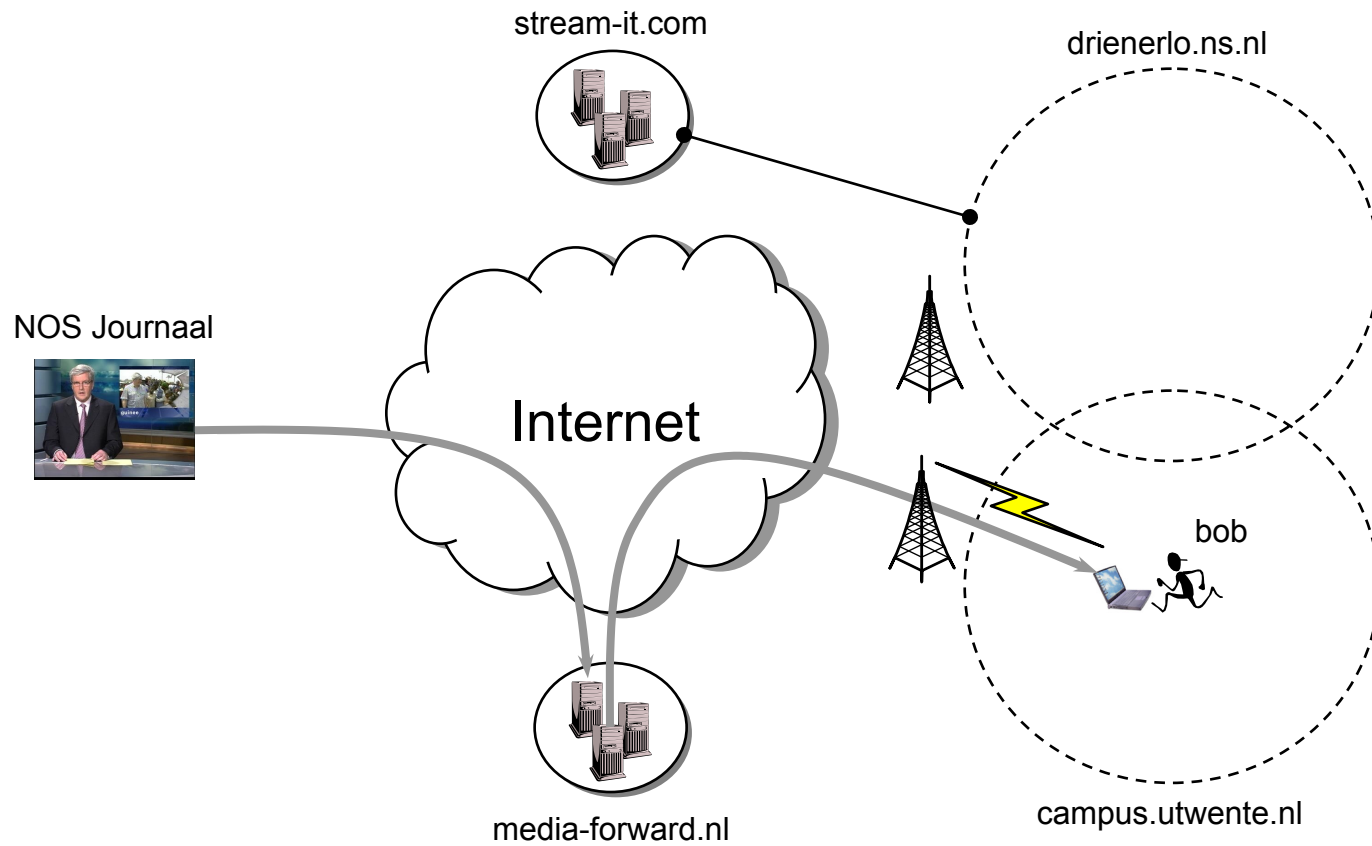 stream-it.com
drienerlo.ns.nl
NOS Journaal
Internet
bob
media-forward.nl
campus.utwente.nl